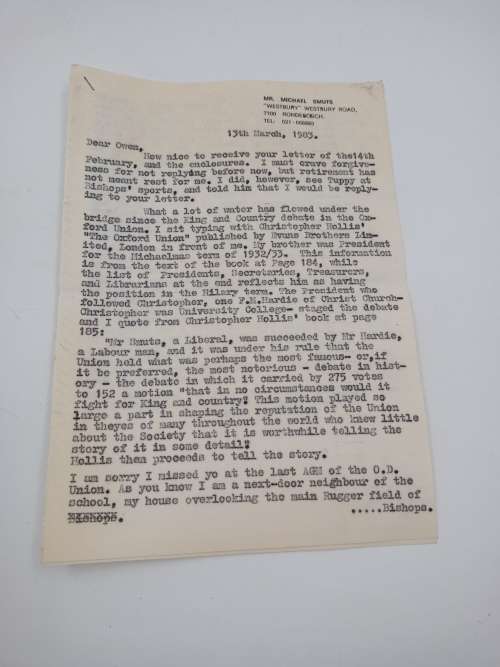 MR. MICHAEL SMUTS
"WESTBURY" WESTBURY ROAD,
7700 RONDEBOSCH.
TEL: 021-
13th March, 1983.
Dear Owen,
How nice to receive your letter of the14th
February, and the enclosures. I must crave forgive-
ness for not replying before now, but retirement has
not meant rest for me. I did, however, see Tuppy at
Bishops' sports, and told him that I would be reply-
ing to your letter.
What a lot of water has flowed under the
bridge since the King and Country debate in the Ox-
ford Union. I sit typing with Christopher Hollis'
"The Oxford Union" published by Evans Brothers Lim-
ited, London in front of me. My brother was President
for the Michaelmas term of 1932/33. This information
is from the text of the book at Page 184, while
the list of Presidents, Secretaries, Treasurers,
and Librarians at the end reflects him as having
the position in the Hilary term. The President who
followed Christopher, one F.M.Hardie of Christ Church-
Christopher was University College- staged the debate
and I quote from Christopher Hollis' book at page
185:
"Mr Smuts, a Liberal, was succeeded by Mr Hardie,
a Labour man, and it was under his rule that the
Union held what was perhaps the most famous- or,if
it be preferred, the most notorious - debate in hist-
ory - the debate in which it carried by 275 votes
to 152 a motion "that in no circumstances would it
fight for King and country" This motion played so
large a part in shaping the reputation of the Union
in theyes of many throughout the world who knew little
about the Society that it is worthwhile telling the
story of it in some detail"
Hollis then proceeds to tell the story.
I am sorry I missed yo at the last AGM of the O.D.
Union. As you know I am a next-door neighbour of the
school, my house overlooking the main Rugger field of
Bishops.
.....Bishops.